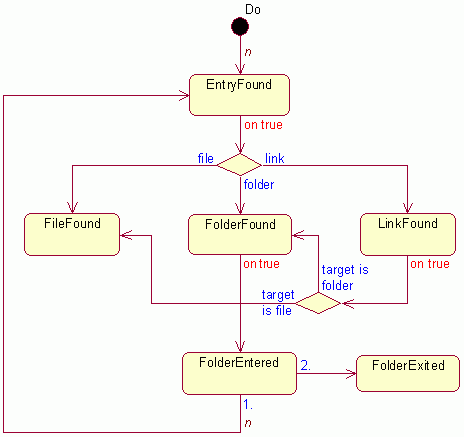 Do
n
EntryFound
on true
file
link
folder
FileFound
FolderFound
LinkFound
on true
on true
target is
folder
target
is file
FolderEntered
2.
FolderExited
1.
n